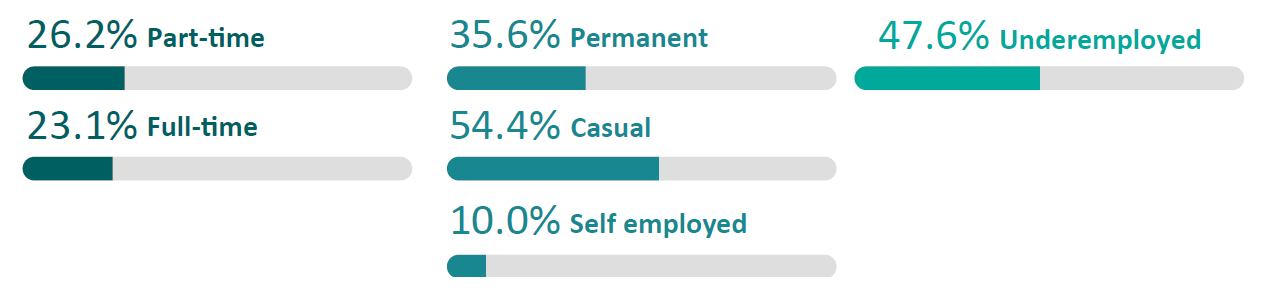 26.2% Part-time
23.1% Full-time
35.6% Permanent
54.4% Casual
10.0% Self employed
47.6% Underemployed